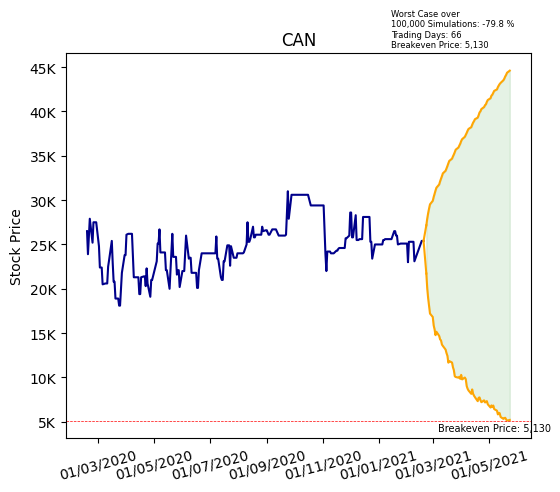 Worst Case over
100,000 Simulations: -79.8 %
Trading Days: 66
Breakeven Price: 5,130
CAN
Stock Price
45K
40K
35K
30K
25K
20K
15K
10K
5K
Breakeven Price: 5,130
01/03/2020 01/05/2020 01/07/2020 01/09/2020 01/11/2020 01/01/2021 01/03/2021 01/05/2021